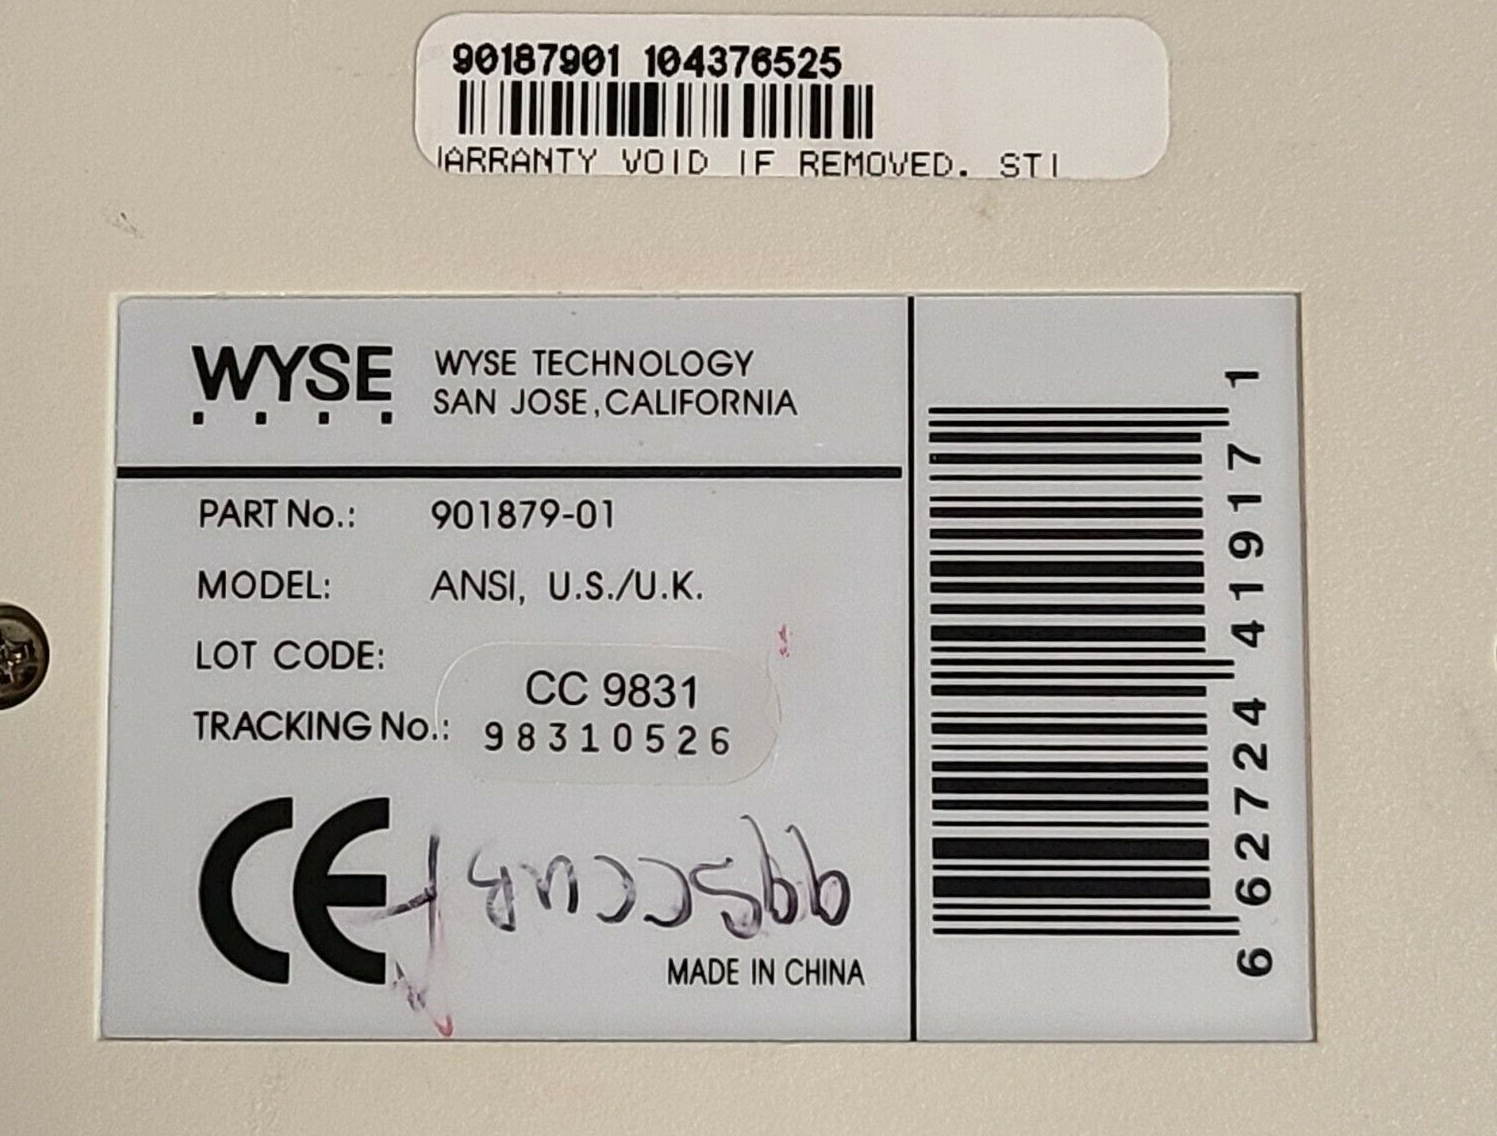 90187901 104376525
ARRANTY VOID IF REMOVED. STI
WYSE
WYSE TECHNOLOGY
SAN JOSE, CALIFORNIA
PART No.: 901879-01
MODEL: ANSI, U.S./U.K.
LOT CODE: CC 9831
TRACKING No.: 98310526
CE
MADE IN CHINA
6 62724 41917 1